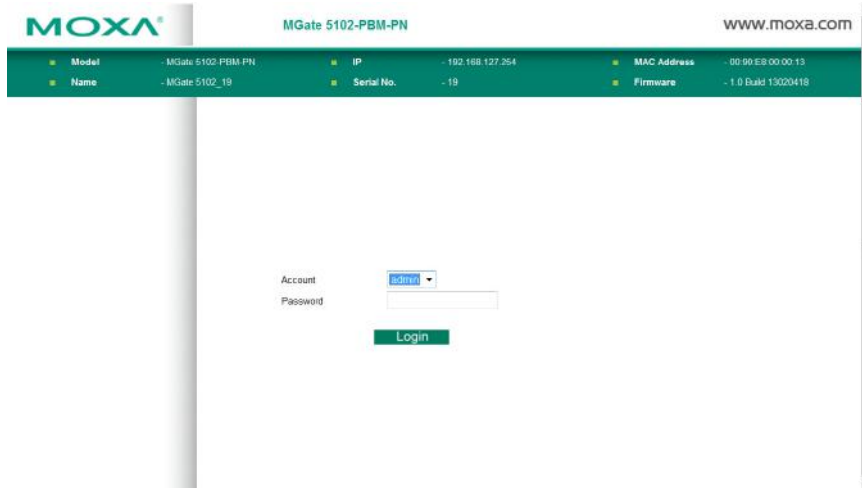 MOXA® MGate 5102-PBM-PN www.moxa.com
Model - MGate 5102-PBM-PN IP - 192.168.127.254 MAC Address - 00:90:E8:00:00:13
Name - MGate 5102_19 Serial No. - 19 Firmware - 1.0 Build 13020418
Account admin
Password
Login